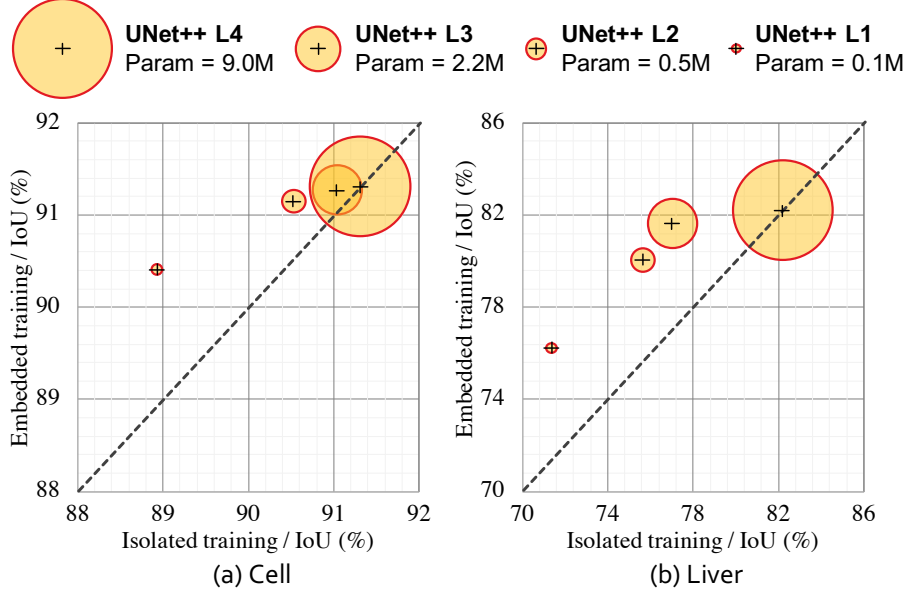 UNet++ L4
Param = 9.0M
UNet++ L3
Param = 2.2M
UNet++ L2
Param = 0.5M
UNet++ L1
Param = 0.1M
Embedded training / IoU (%)
92
91
90
89
88
88 89 90 91 92
Isolated training / IoU (%)
(a) Cell
Embedded training / IoU (%)
86
82
78
74
70
70 74 78 82 86
Isolated training / IoU (%)
(b) Liver